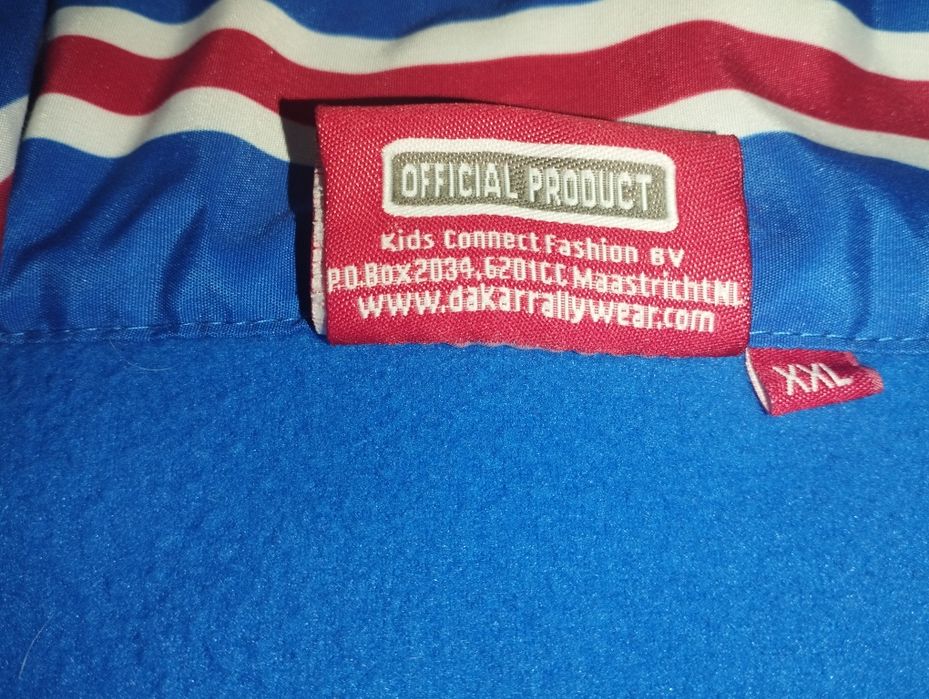 OFFICIAL PRODUCT
Kids Connect Fashion BV
P.O.Box 2034, 6201CC Maastricht NL
www.dakarrallywear.com
XXL